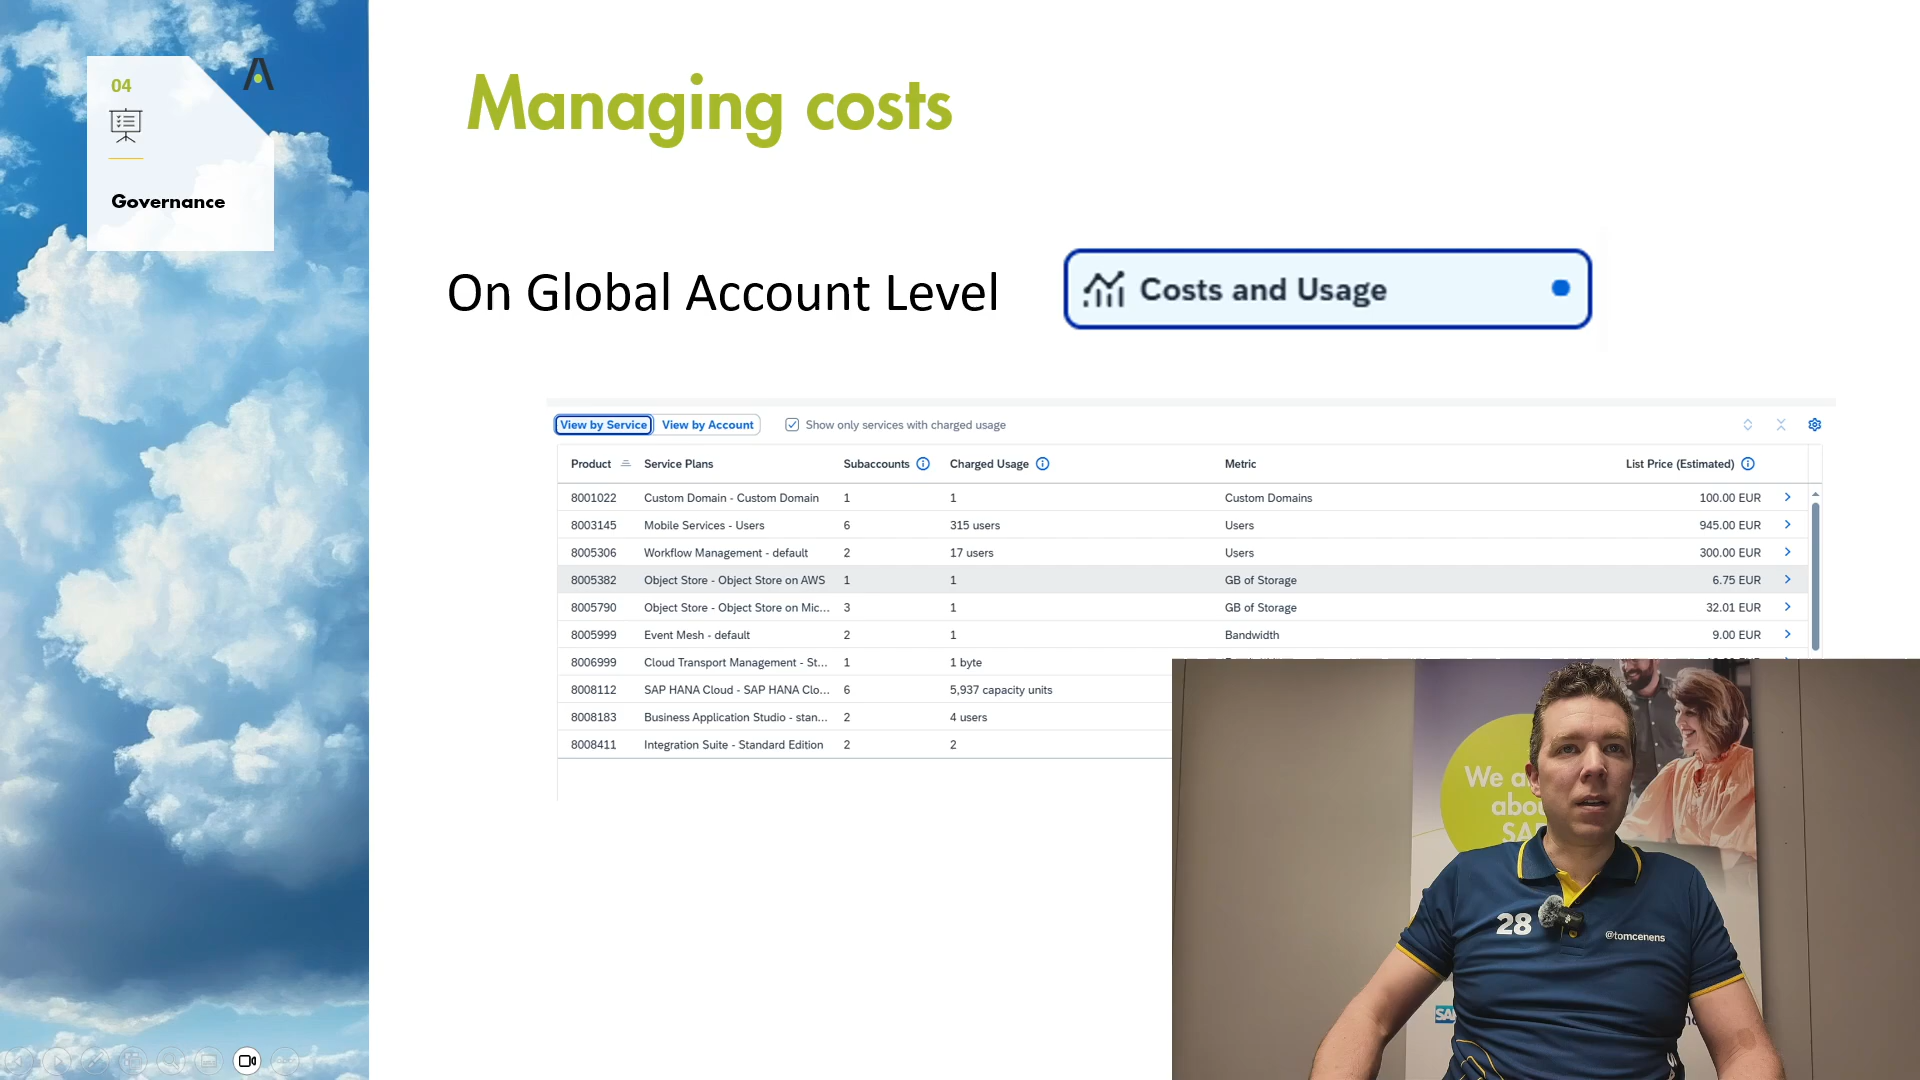 04
Governance
Managing costs
On Global Account Level
Costs and Usage
View by Service View by Account Show only services with charged usage
Product Service Plans Subaccounts Charged Usage Metric List Price (Estimated)
8001022 Custom Domain - Custom Domain 1 1 Custom Domains 100.00 EUR
8003145 Mobile Services - Users 6 315 users Users 945.00 EUR
8005306 Workflow Management - default 2 17 users Users 300.00 EUR
8005382 Object Store - Object Store on AWS 1 1 GB of Storage 6.75 EUR
8005790 Object Store - Object Store on Mic... 3 1 GB of Storage 32.01 EUR
8005999 Event Mesh - default 2 1 Bandwidth 9.00 EUR
8006999 Cloud Transport Management - St... 1 1 byte
8008112 SAP HANA Cloud - SAP HANA Clo... 6 5,937 capacity units
8008183 Business Application Studio - stan... 2 4 users
8008411 Integration Suite - Standard Edition 2 2
We a
abou
SA
28
@tomcenens
SAP